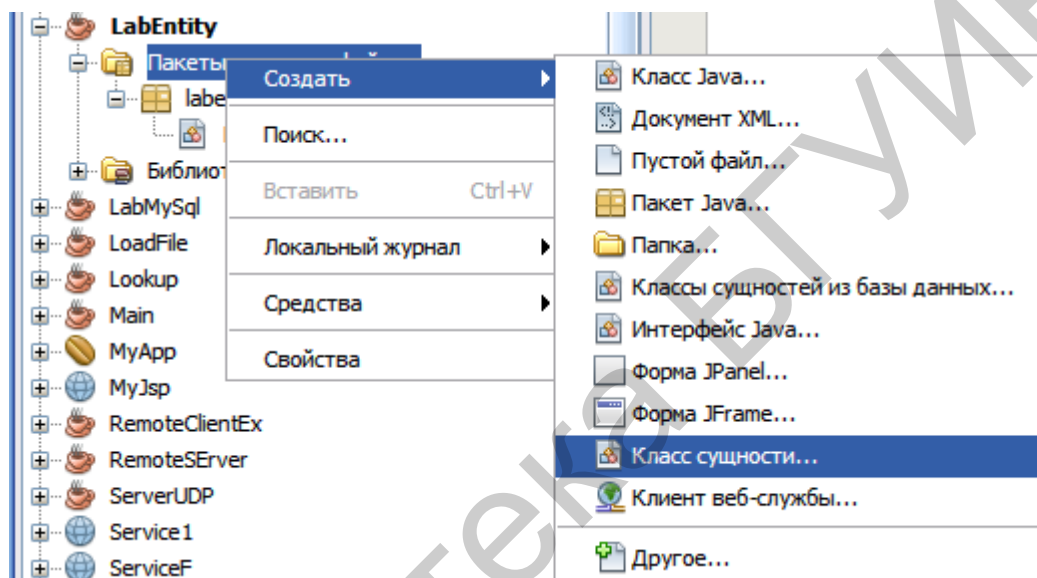 LabEntity
Пакеты
labe
Библиот
LabMySql
LoadFile
Lookup
Main
MyApp
MyJsp
RemoteClientEx
RemoteSErver
ServerUDP
Service1
ServiceF
Создать
Поиск...
Вставить Ctrl+V
Локальный журнал
Средства
Свойства
Класс Java...
Документ XML...
Пустой файл...
Пакет Java...
Папка...
Классы сущностей из базы данных...
Интерфейс Java...
Форма JPanel...
Форма JFrame...
Класс сущности...
Клиент веб-службы...
Другое...
тека БГУИ